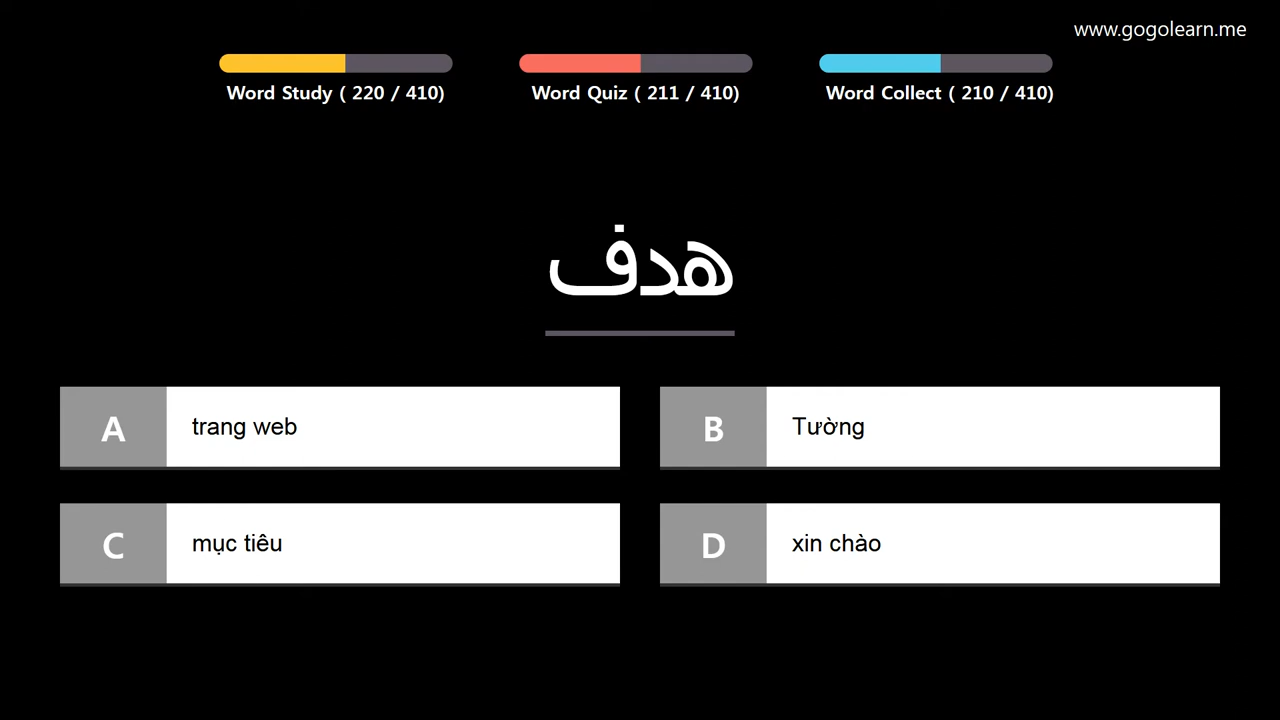 www.gogolearn.me
Word Study ( 220 / 410)
Word Quiz ( 211 / 410)
Word Collect ( 210 / 410)
هدف
A
trang web
B
Tường
C
mục tiêu
D
xin chào